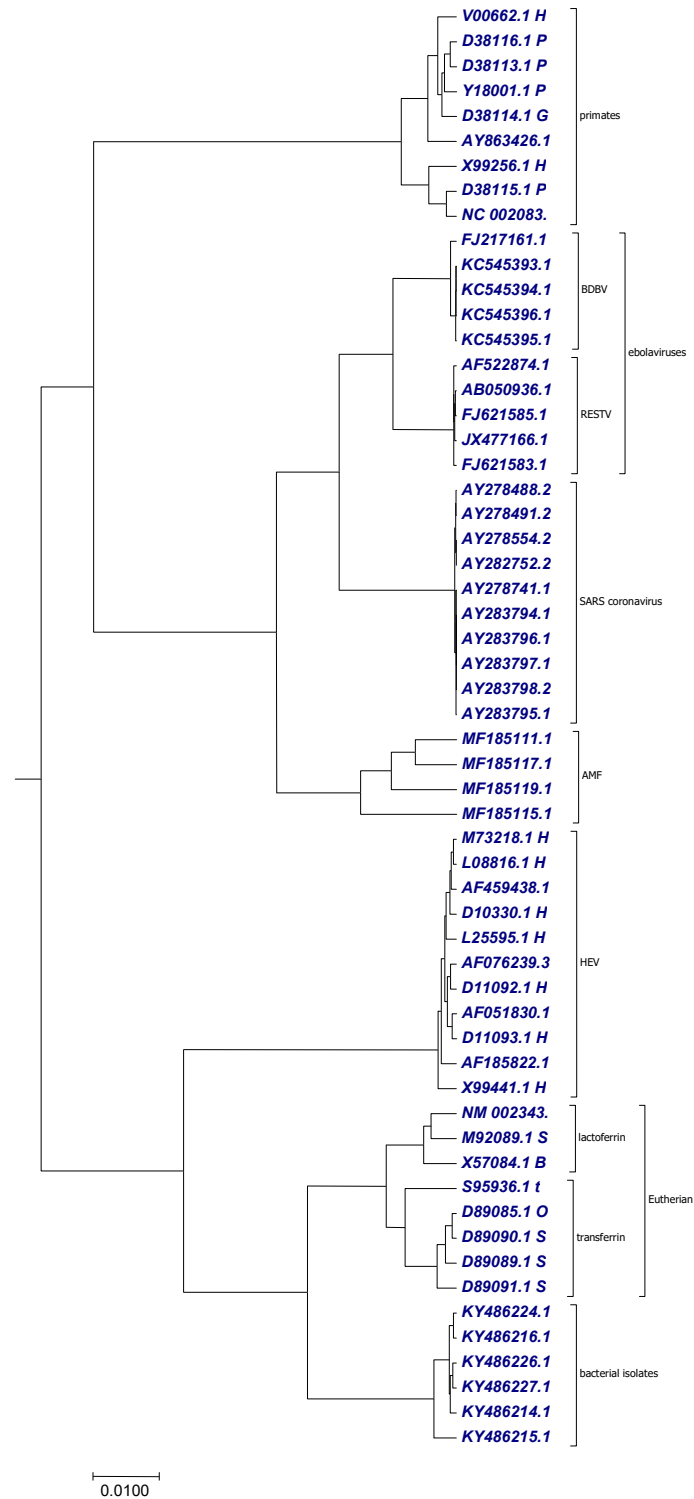 V00662.1 H
D38116.1 P
D38113.1 P
Y18001.1 P
D38114.1 G
AY863426.1
X99256.1 H
D38115.1 P
NC 002083.
primates
FJ217161.1
KC545393.1
KC545394.1
KC545396.1
KC545395.1
BDBV
AF522874.1
AB050936.1
FJ621585.1
JX477166.1
FJ621583.1
RESTV
ebolaviruses
AY278488.2
AY278491.2
AY278554.2
AY282752.2
AY278741.1
AY283794.1
AY283796.1
AY283797.1
AY283798.2
AY283795.1
SARS coronavirus
MF185111.1
MF185117.1
MF185119.1
MF185115.1
AMF
M73218.1 H
L08816.1 H
AF459438.1
D10330.1 H
L25595.1 H
AF076239.3
D11092.1 H
AF051830.1
D11093.1 H
AF185822.1
X99441.1 H
HEV
NM 002343.
M92089.1 S
X57084.1 B
lactoferrin
S95936.1 t
D89085.1 O
D89090.1 S
D89089.1 S
D89091.1 S
transferrin
Eutherian
KY486224.1
KY486216.1
KY486226.1
KY486227.1
KY486214.1
KY486215.1
bacterial isolates
0.0100